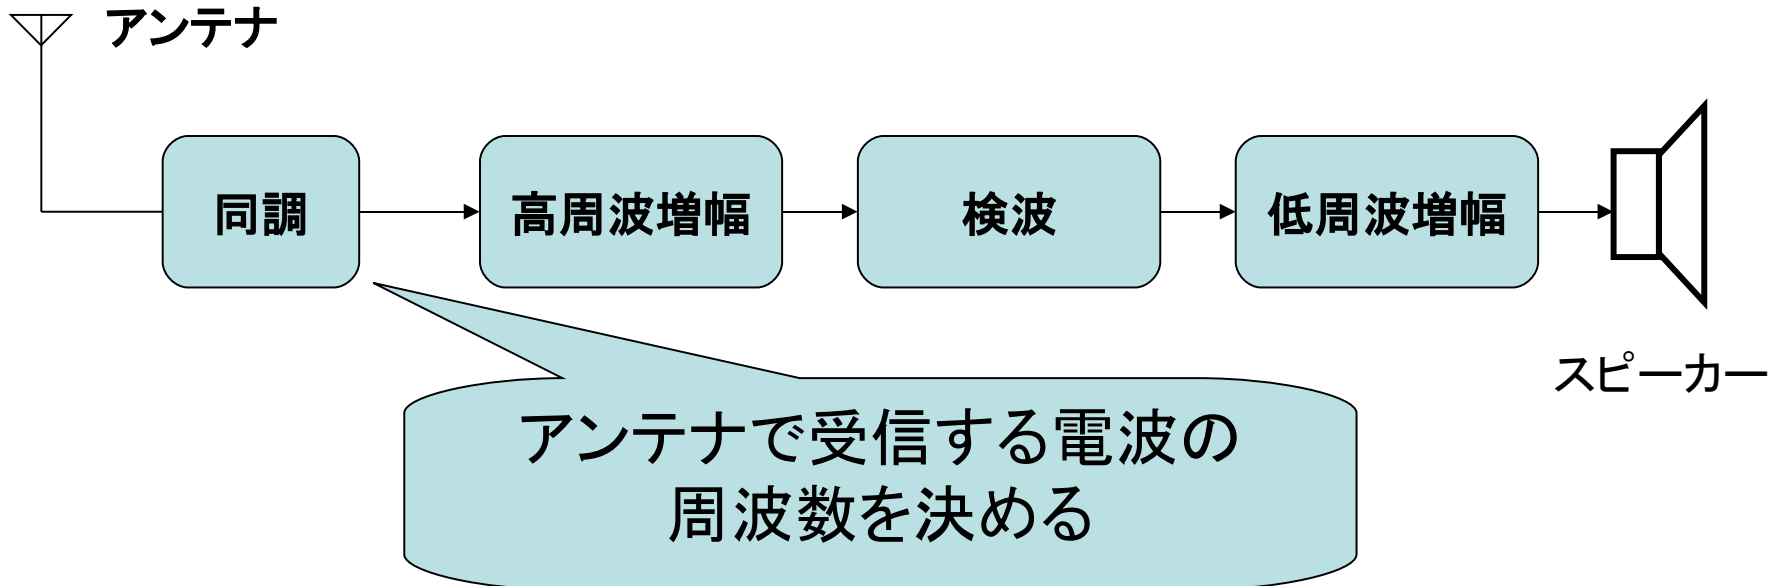 アンテナ
同調
高周波増幅
検波
低周波増幅
スピーカー
アンテナで受信する電波の
周波数を決める